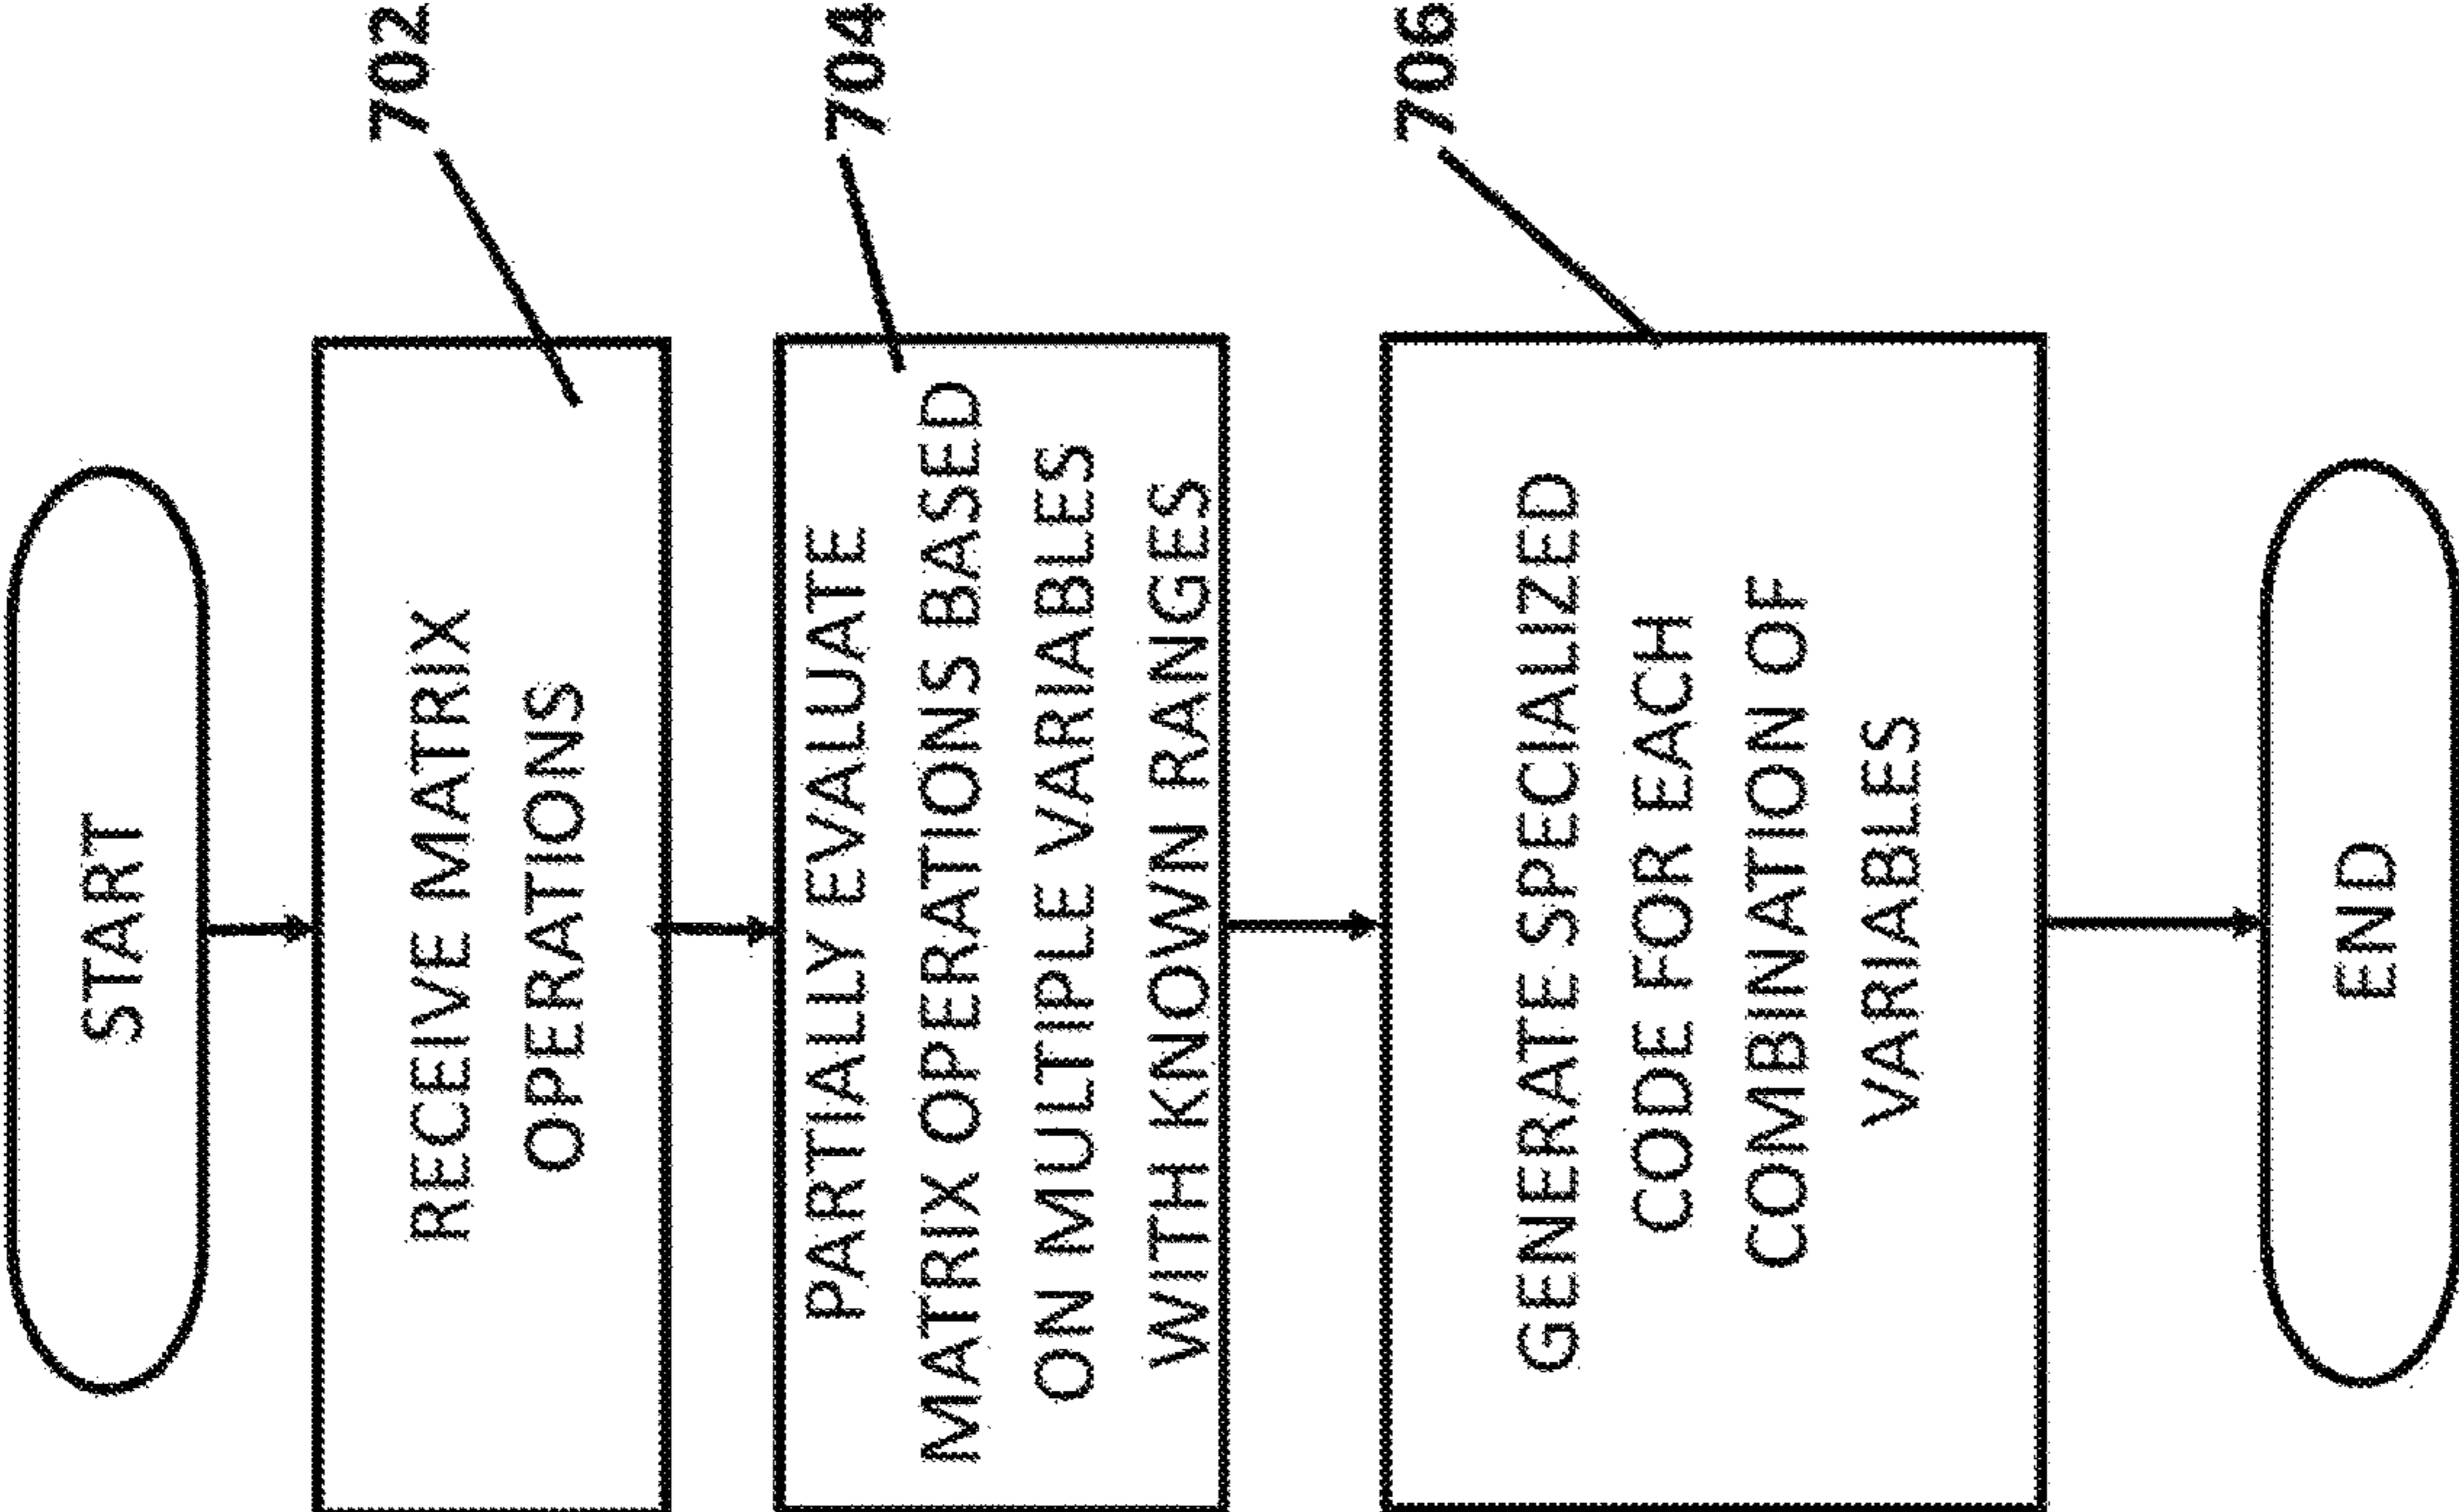 START
702
RECEIVE MATRIX
OPERATIONS
704
PARTIALLY EVALUATE
MATRIX OPERATIONS BASED
ON MULTIPLE VARIABLES
WITH KNOWN RANGES
706
GENERATE SPECIALIZED
CODE FOR EACH
COMBINATION OF
VARIABLES
END